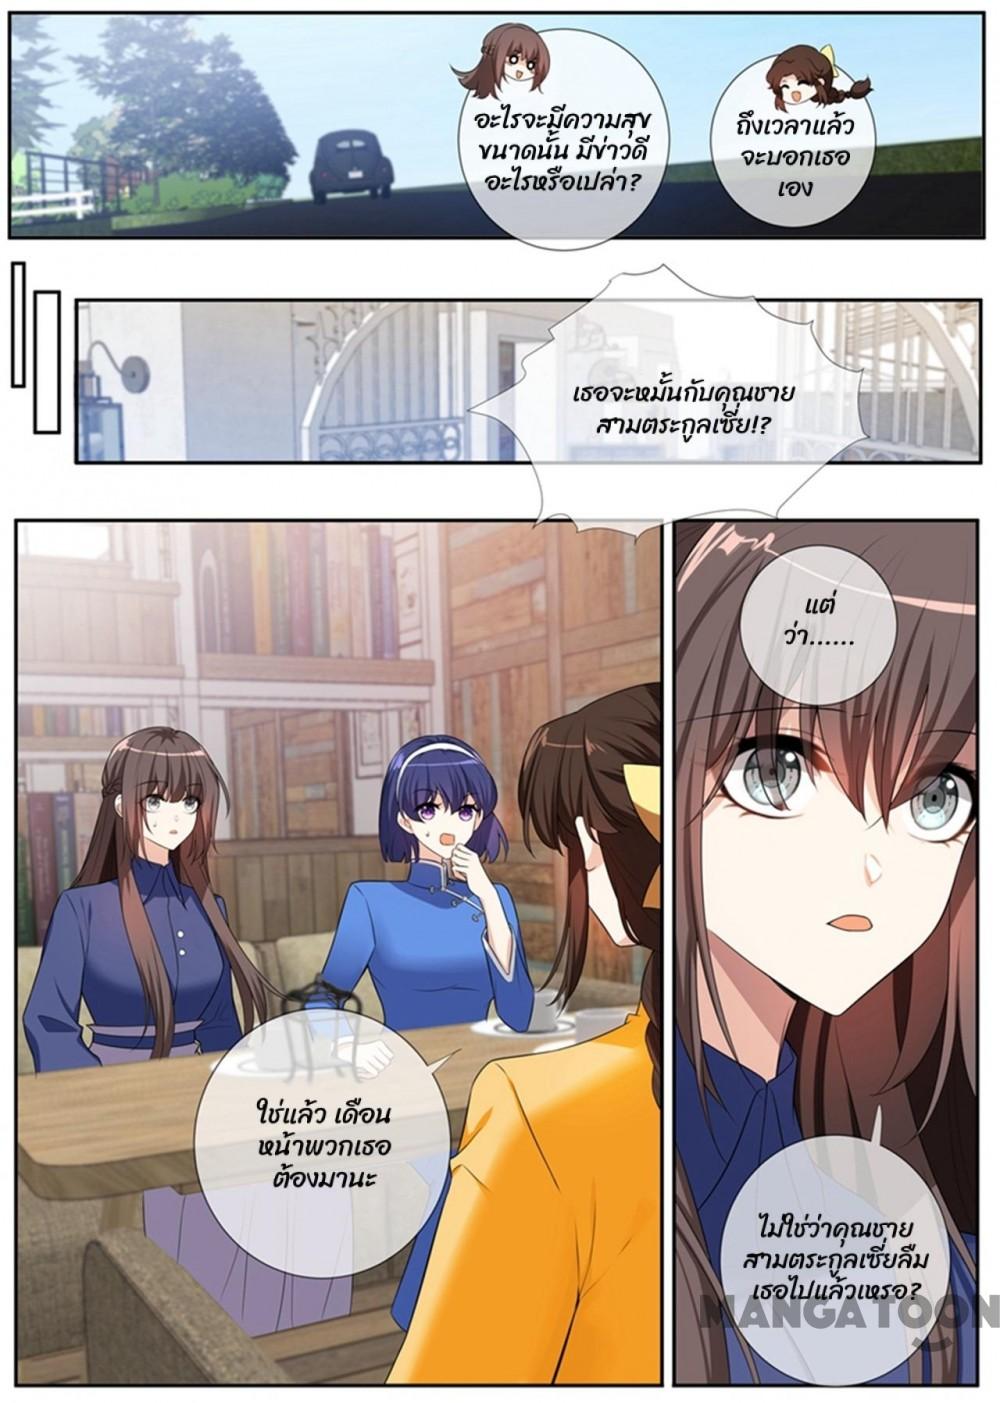 อะไรจะมีความสุข
ขนาดนั้น มีข่าวดี
อะไรหรือเปล่า?
ถึงเวลาแล้ว
จะบอกเธอ
เอง
เธอจะหมั้นกับคุณชาย
สามตระกูลเซี่ย!?
แต่
ว่า......
ใช่แล้ว เดือน
หน้าพวกเธอ
ต้องมานะ
ไม่ใช่ว่าคุณชาย
สามตระกูลเซี่ยลืม
เธอไปแล้วเหรอ?
MANGATOON